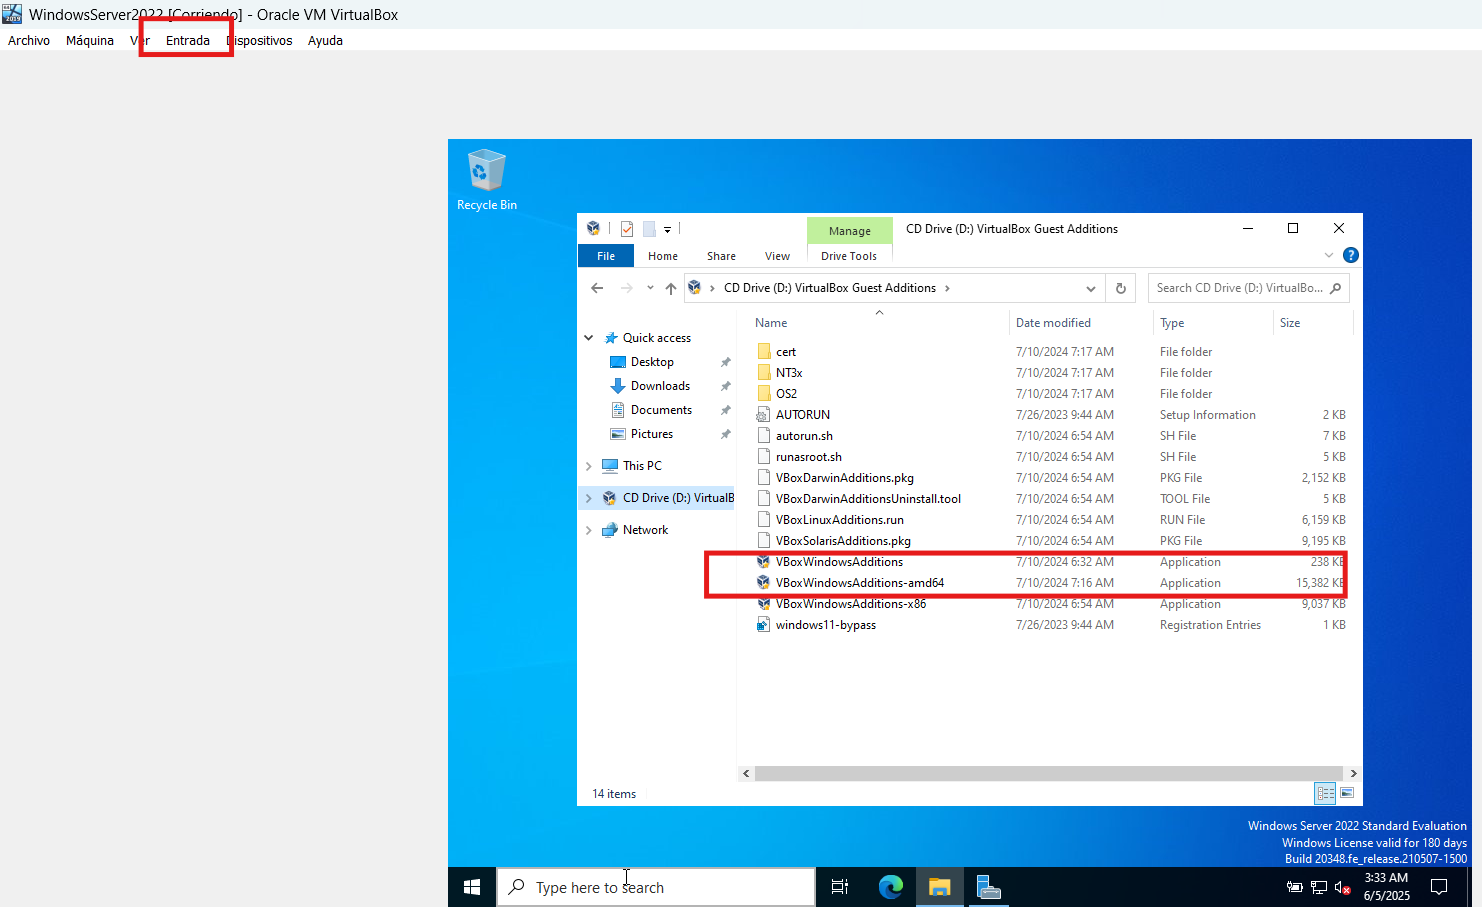 WindowsServer2022 [Corriendo] - Oracle VM VirtualBox
Archivo Máquina Ver Entrada Dispositivos Ayuda
Recycle Bin
Manage CD Drive (D:) VirtualBox Guest Additions
File Home Share View Drive Tools
CD Drive (D:) VirtualBox Guest Additions Search CD Drive (D:) VirtualBo...
Name Date modified Type Size
Quick access
Desktop
Downloads
Documents
Pictures
This PC
CD Drive (D:) VirtualB
Network
cert 7/10/2024 7:17 AM File folder
NT3x 7/10/2024 7:17 AM File folder
OS2 7/10/2024 7:17 AM File folder
AUTORUN 7/26/2023 9:44 AM Setup Information 2 KB
autorun.sh 7/10/2024 6:54 AM SH File 7 KB
runasroot.sh 7/10/2024 6:54 AM SH File 5 KB
VBoxDarwinAdditions.pkg 7/10/2024 6:54 AM PKG File 2,152 KB
VBoxDarwinAdditionsUninstall.tool 7/10/2024 6:54 AM TOOL File 5 KB
VBoxLinuxAdditions.run 7/10/2024 6:54 AM RUN File 6,159 KB
VBoxSolarisAdditions.pkg 7/10/2024 6:54 AM PKG File 9,195 KB
VBoxWindowsAdditions 7/10/2024 6:32 AM Application 238 KB
VBoxWindowsAdditions-amd64 7/10/2024 7:16 AM Application 15,382 KB
VBoxWindowsAdditions-x86 7/10/2024 6:54 AM Application 9,037 KB
windows11-bypass 7/26/2023 9:44 AM Registration Entries 1 KB
14 items
Windows Server 2022 Standard Evaluation
Windows License valid for 180 days
Build 20348.fe_release.210507-1500
Type here to search
3:33 AM
6/5/2025